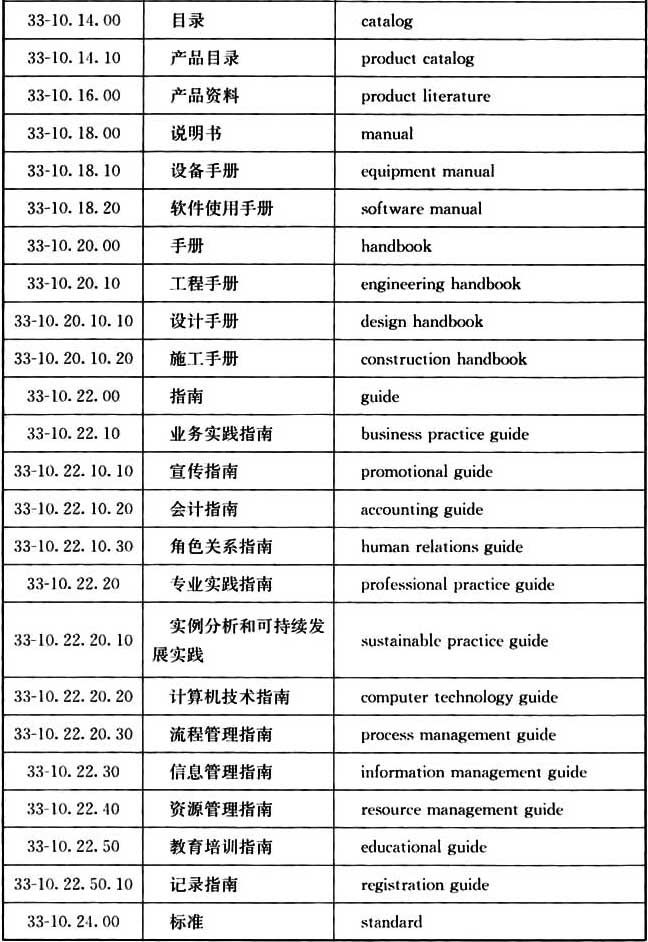 33-10.14.00 目录 catalog
33-10.14.10 产品目录 product catalog
33-10.16.00 产品资料 product literature
33-10.18.00 说明书 manual
33-10.18.10 设备手册 equipment manual
33-10.18.20 软件使用手册 software manual
33-10.20.00 手册 handbook
33-10.20.10 工程手册 engineering handbook
33-10.20.10.10 设计手册 design handbook
33-10.20.10.20 施工手册 construction handbook
33-10.22.00 指南 guide
33-10.22.10 业务实践指南 business practice guide
33-10.22.10.10 宣传指南 promotional guide
33-10.22.10.20 会计指南 accounting guide
33-10.22.10.30 角色关系指南 human relations guide
33-10.22.20 专业实践指南 professional practice guide
33-10.22.20.10 实例分析和可持续发
展实践 sustainable practice guide
33-10.22.20.20 计算机技术指南 computer technology guide
33-10.22.20.30 流程管理指南 process management guide
33-10.22.30 信息管理指南 information management guide
33-10.22.40 资源管理指南 resource management guide
33-10.22.50 教育培训指南 educational guide
33-10.22.50.10 记录指南 registration guide
33-10.24.00 标准 standard